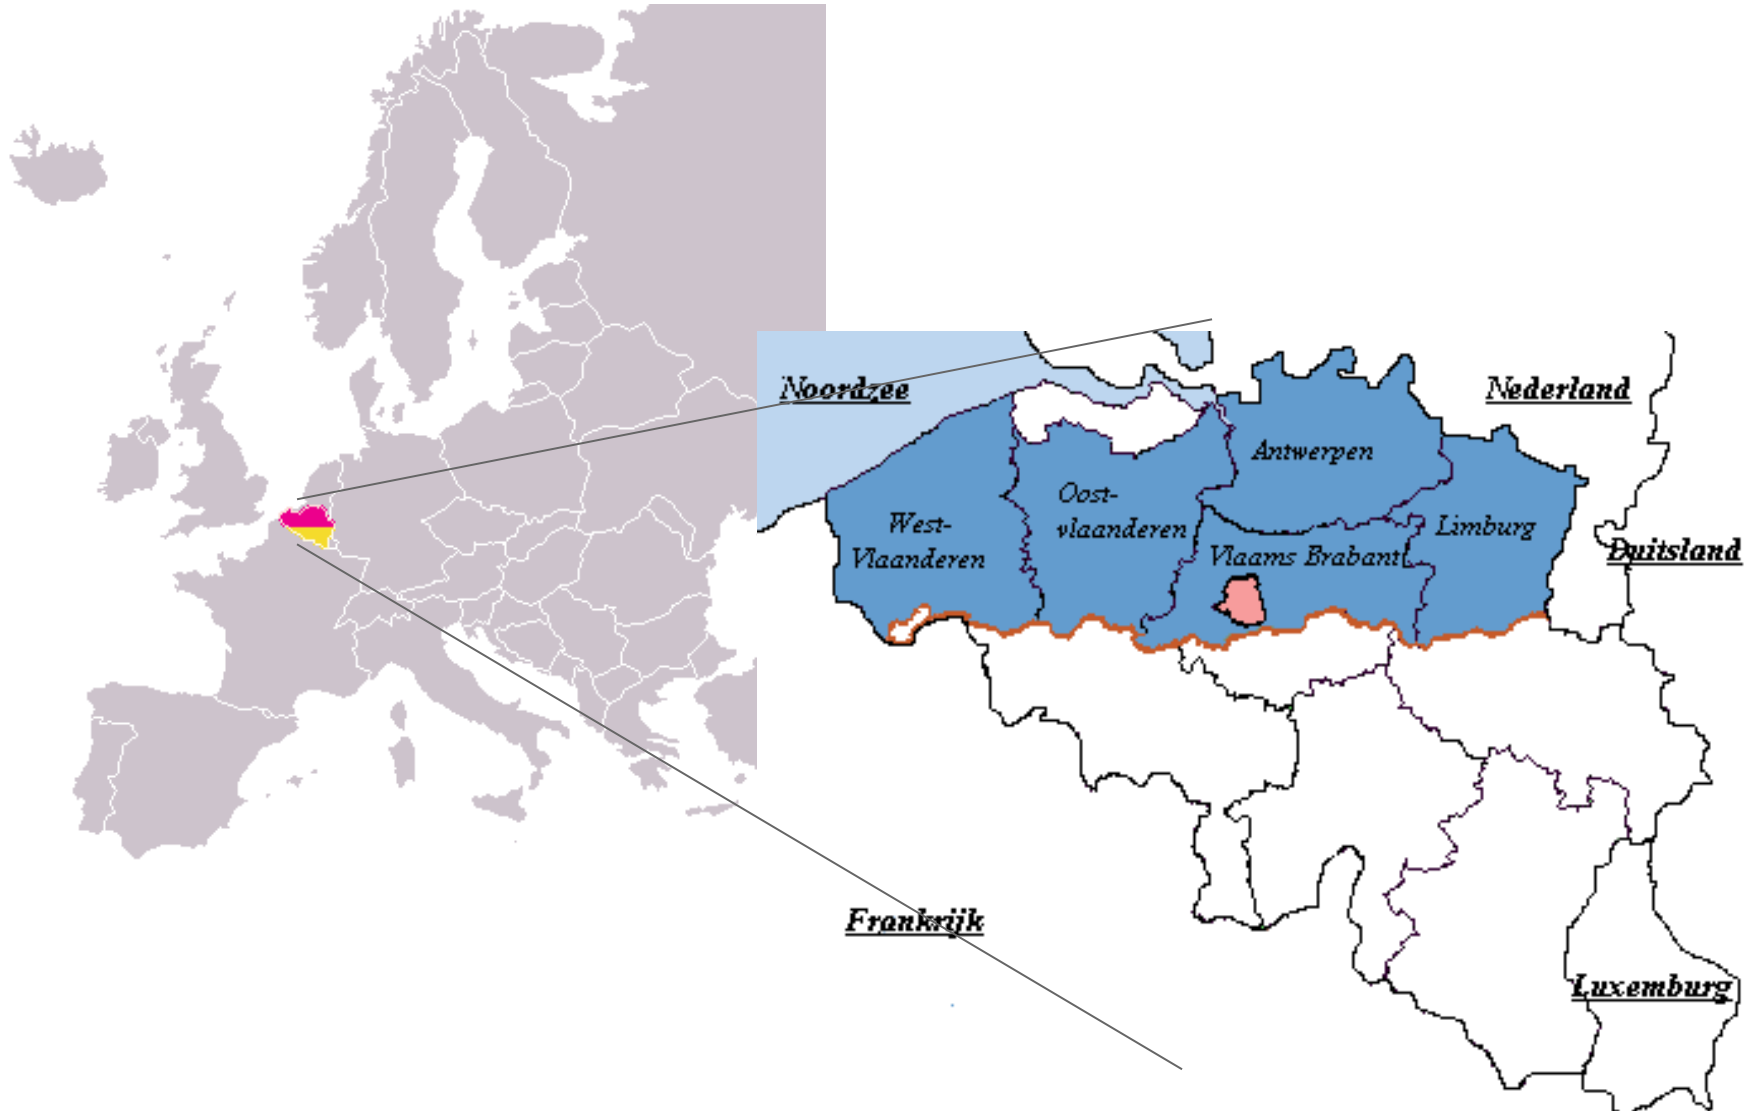 Noordzee
Nederland
Antwerpen
Oost-
vlaanderen
West-
Vlaanderen
Limburg
Vlaams Brabant
Duitsland
Frankrijk
Luxemburg